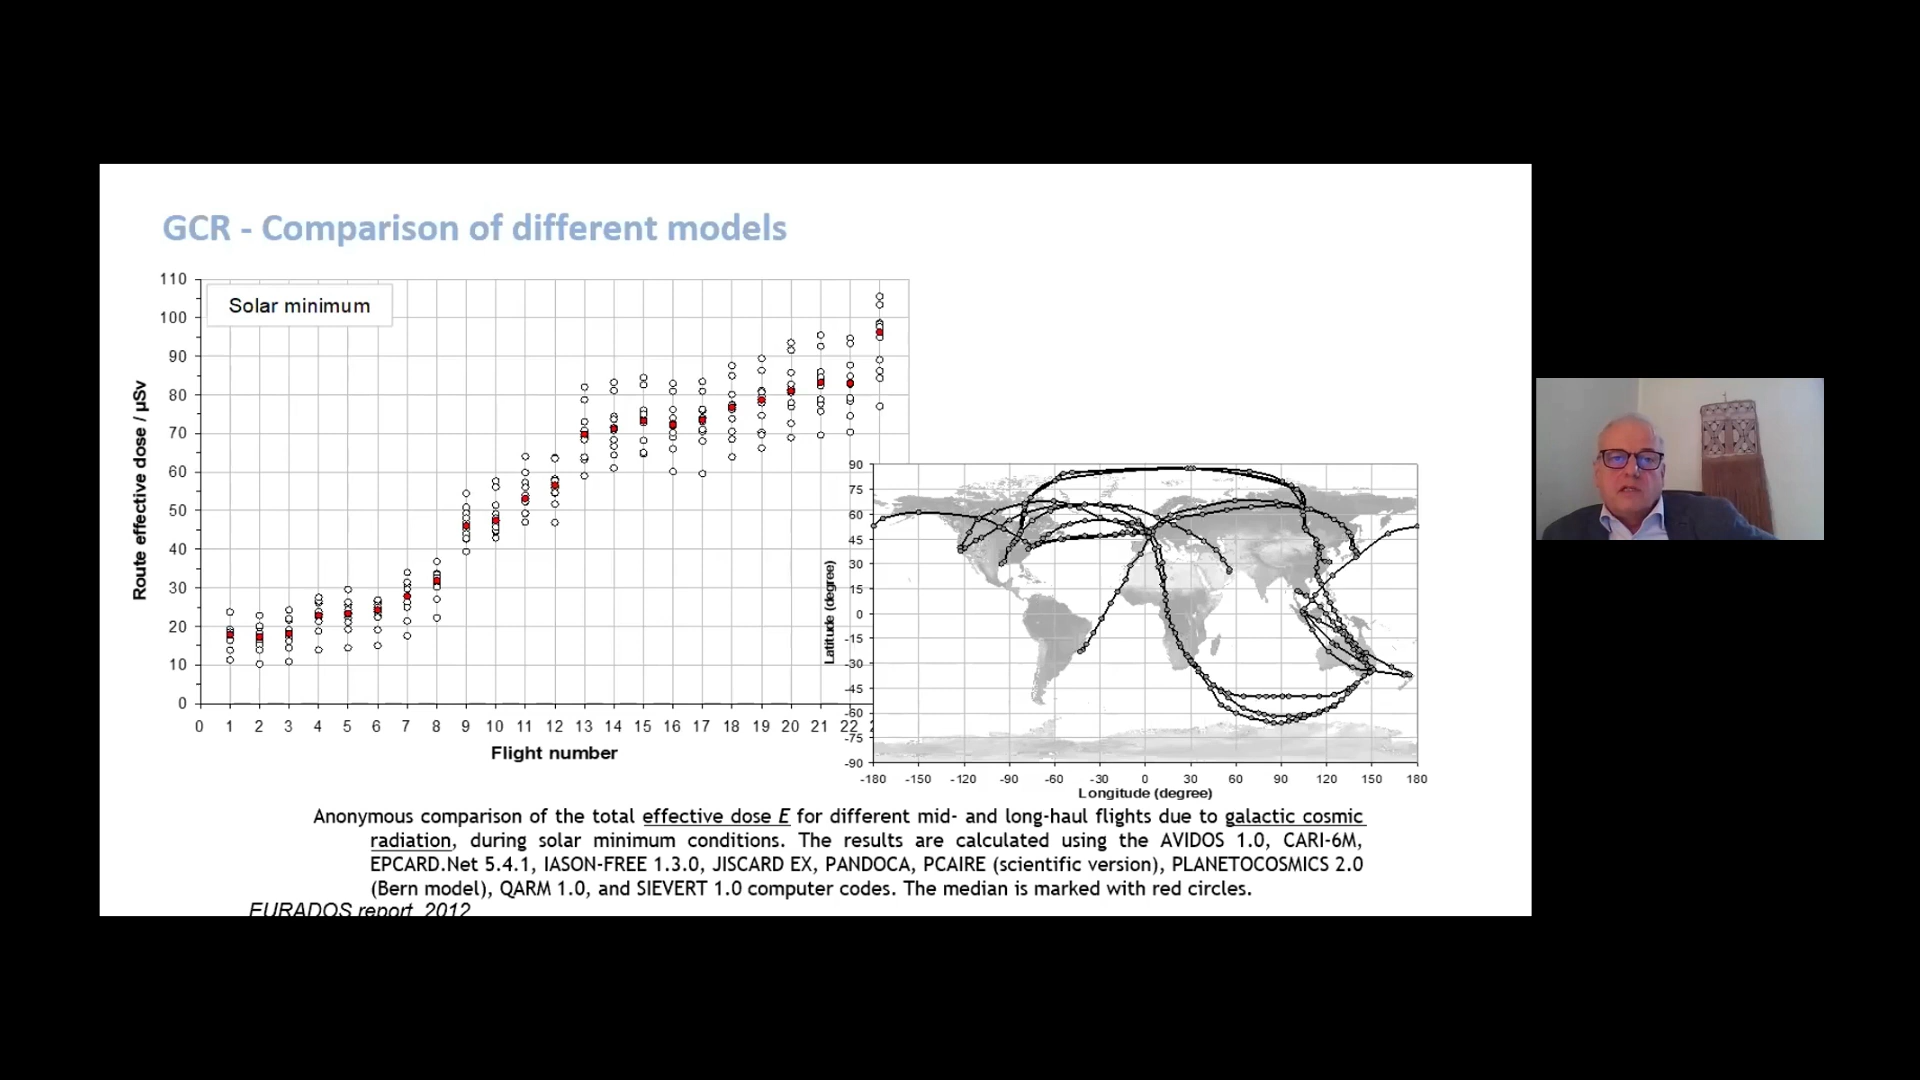 GCR - Comparison of different models
110
100
90
80
70
60
50
40
30
20
10
0
Solar minimum
Route effective dose / µSv
0 1 2 3 4 5 6 7 8 9 10 11 12 13 14 15 16 17 18 19 20 21 22
Flight number
90
75
60
45
30
15
0
-15
-30
-45
-60
-75
-90
Latitude (degree)
-180 -150 -120 -90 -60 -30 0 30 60 90 120 150 180
Longitude (degree)
Anonymous comparison of the total effective dose E for different mid- and long-haul flights due to galactic cosmic
radiation, during solar minimum conditions. The results are calculated using the AVIDOS 1.0, CARI-6M,
EPCARD.Net 5.4.1, IASON-FREE 1.3.0, JISCARD EX, PANDOCA, PCAIRE (scientific version), PLANETOCOSMICS 2.0
(Bern model), QARM 1.0, and SIEVERT 1.0 computer codes. The median is marked with red circles.
EURADOS report, 2012